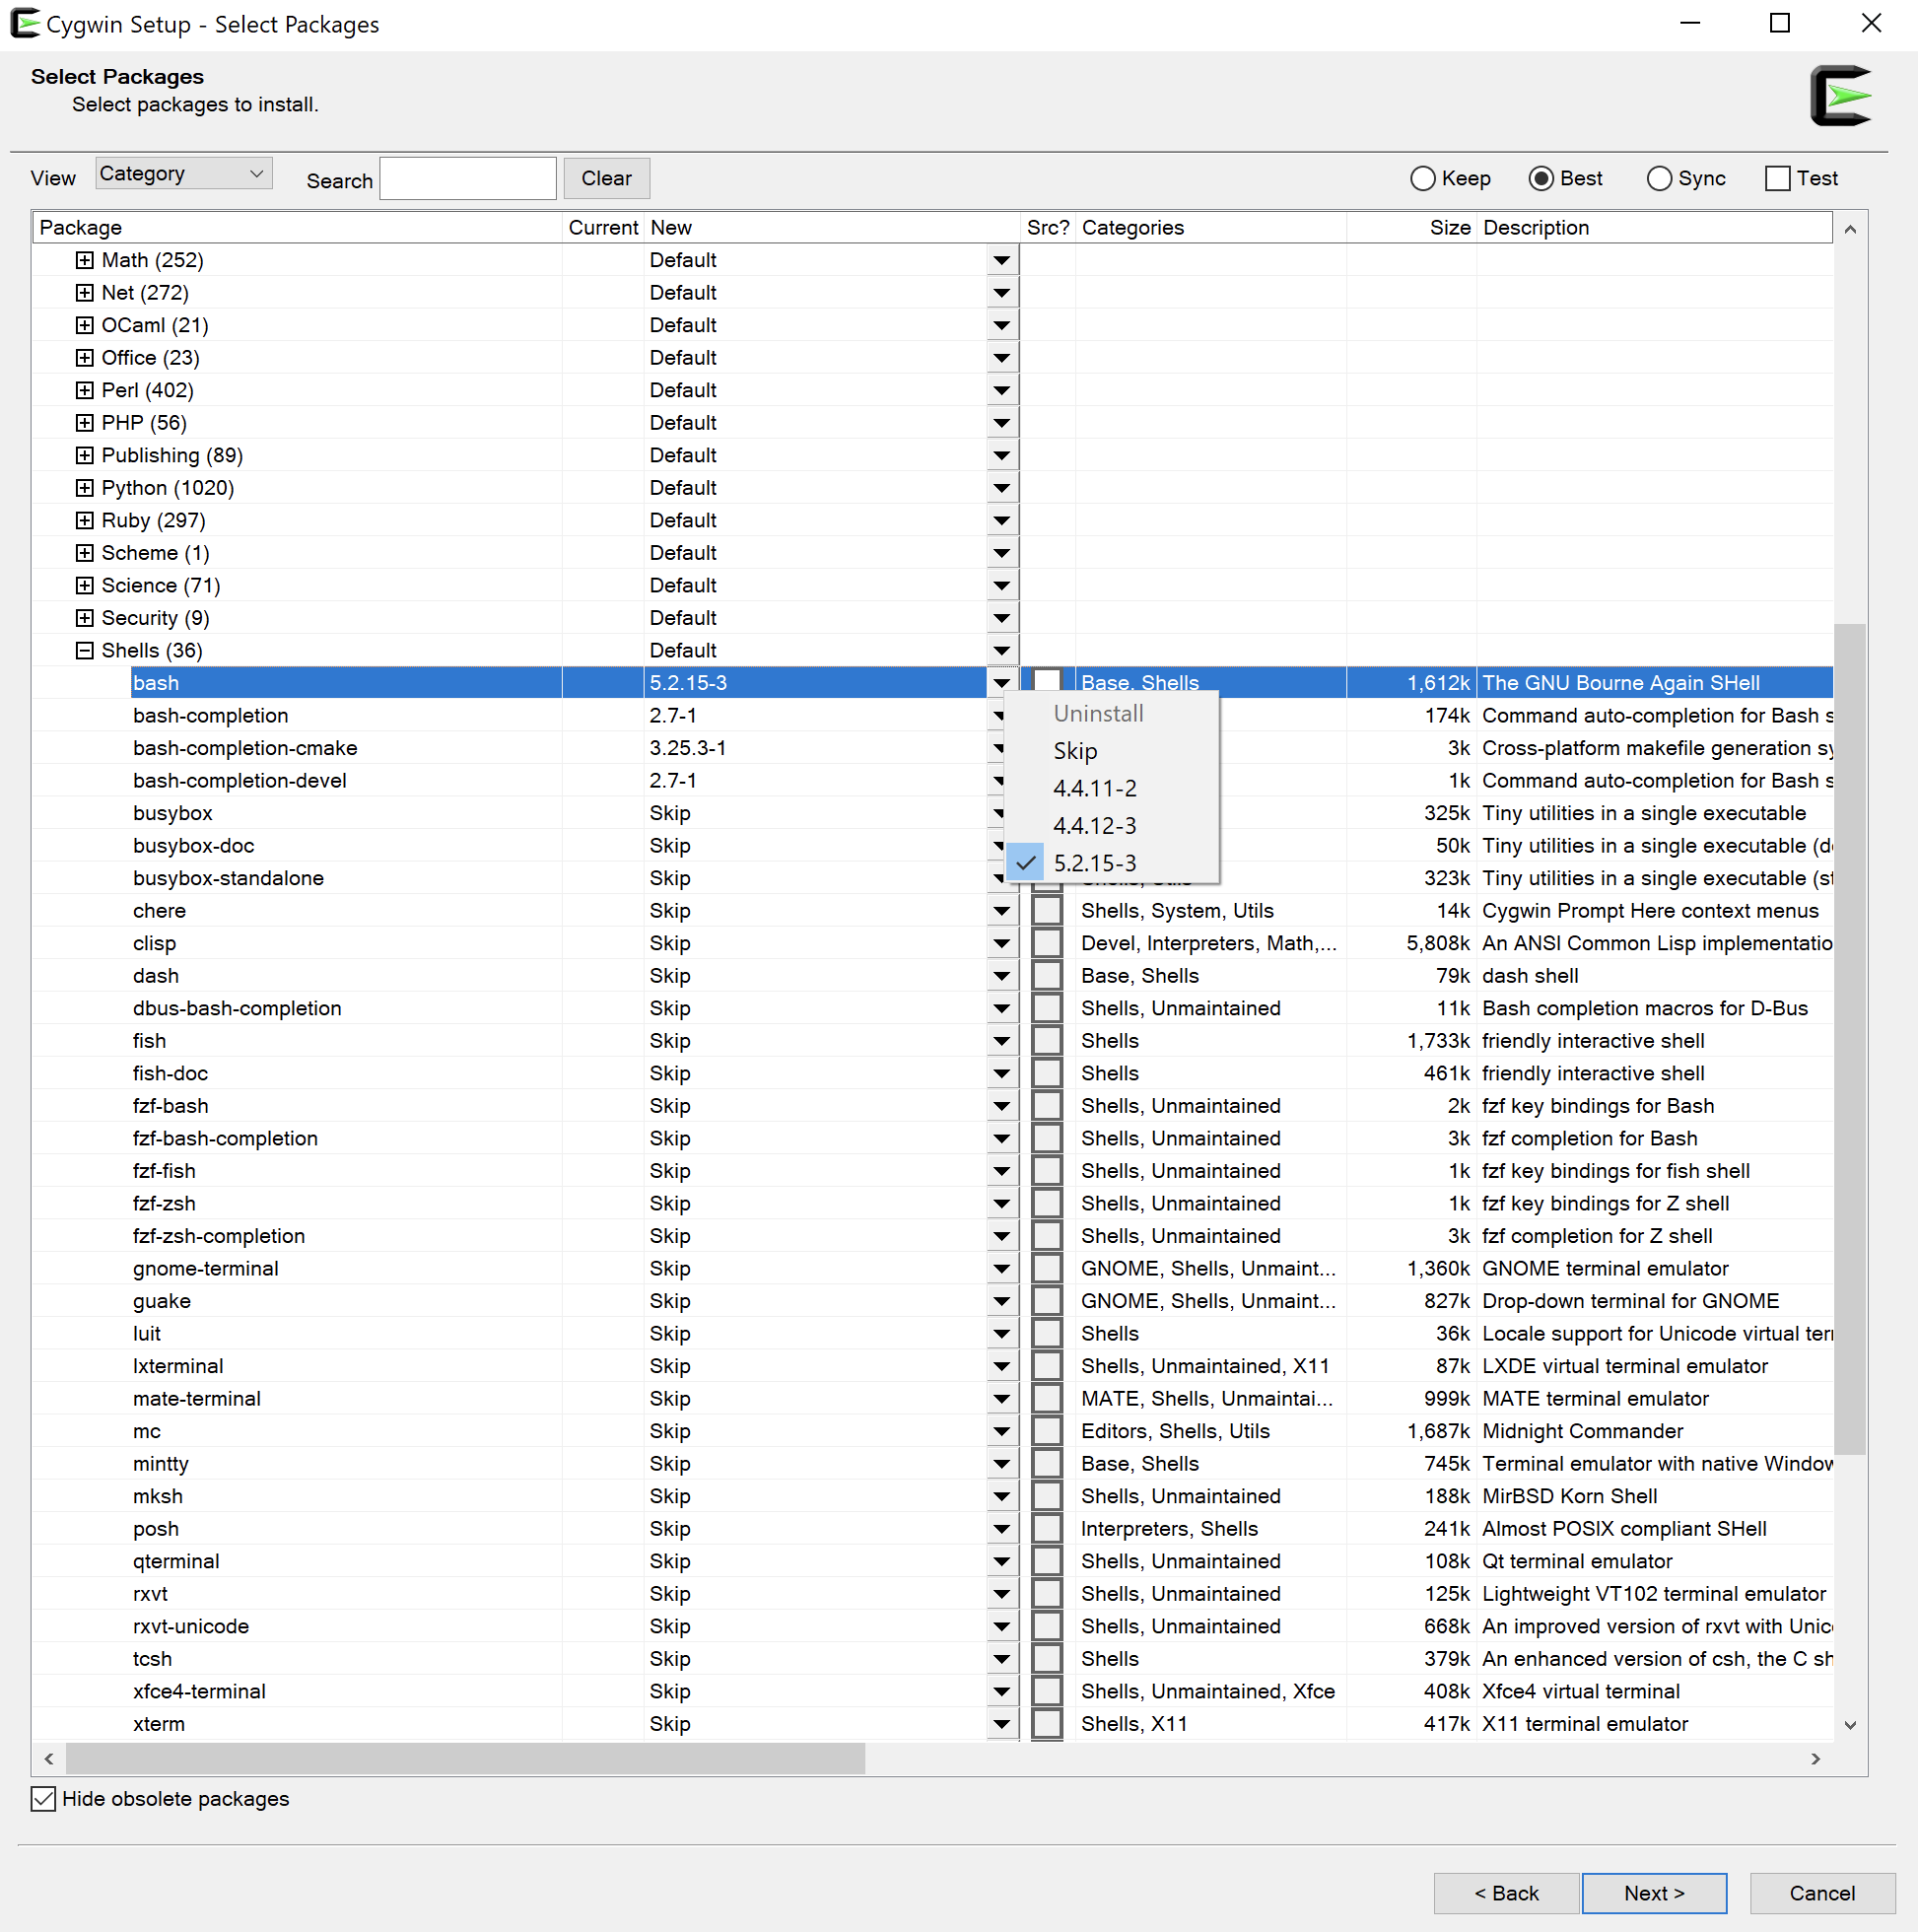 Cygwin Setup - Select Packages
Select Packages
Select packages to install.
View Category Search Clear Keep Best Sync Test
Package Current New Src? Categories Size Description
Math (252) Default
Net (272) Default
OCaml (21) Default
Office (23) Default
Perl (402) Default
PHP (56) Default
Publishing (89) Default
Python (1020) Default
Ruby (297) Default
Scheme (1) Default
Science (71) Default
Security (9) Default
Shells (36) Default
bash 5.2.15-3 Base, Shells 1,612k The GNU Bourne Again SHell
Uninstall
bash-completion 2.7-1 174k Command auto-completion for Bash s
Skip
bash-completion-cmake 3.25.3-1 3k Cross-platform makefile generation sy
4.4.11-2
bash-completion-devel 2.7-1 1k Command auto-completion for Bash s
4.4.12-3
busybox Skip 325k Tiny utilities in a single executable
5.2.15-3
busybox-doc Skip 50k Tiny utilities in a single executable (d
busybox-standalone Skip 323k Tiny utilities in a single executable (st
chere Skip Shells, System, Utils 14k Cygwin Prompt Here context menus
clisp Skip Devel, Interpreters, Math,... 5,808k An ANSI Common Lisp implementatio
dash Skip Base, Shells 79k dash shell
dbus-bash-completion Skip Shells, Unmaintained 11k Bash completion macros for D-Bus
fish Skip Shells 1,733k friendly interactive shell
fish-doc Skip Shells 461k friendly interactive shell
fzf-bash Skip Shells, Unmaintained 2k fzf key bindings for Bash
fzf-bash-completion Skip Shells, Unmaintained 3k fzf completion for Bash
fzf-fish Skip Shells, Unmaintained 1k fzf key bindings for fish shell
fzf-zsh Skip Shells, Unmaintained 1k fzf key bindings for Z shell
fzf-zsh-completion Skip Shells, Unmaintained 3k fzf completion for Z shell
gnome-terminal Skip GNOME, Shells, Unmaint... 1,360k GNOME terminal emulator
guake Skip GNOME, Shells, Unmaint... 827k Drop-down terminal for GNOME
luit Skip Shells 36k Locale support for Unicode virtual ter
lxterminal Skip Shells, Unmaintained, X11 87k LXDE virtual terminal emulator
mate-terminal Skip MATE, Shells, Unmaintai... 999k MATE terminal emulator
mc Skip Editors, Shells, Utils 1,687k Midnight Commander
mintty Skip Base, Shells 745k Terminal emulator with native Window
mksh Skip Shells, Unmaintained 188k MirBSD Korn Shell
posh Skip Interpreters, Shells 241k Almost POSIX compliant SHell
qterminal Skip Shells, Unmaintained 108k Qt terminal emulator
rxvt Skip Shells, Unmaintained 125k Lightweight VT102 terminal emulator
rxvt-unicode Skip Shells, Unmaintained 668k An improved version of rxvt with Unic
tcsh Skip Shells 379k An enhanced version of csh, the C sh
xfce4-terminal Skip Shells, Unmaintained, Xfce 408k Xfce4 virtual terminal
xterm Skip Shells, X11 417k X11 terminal emulator
Hide obsolete packages
< Back Next > Cancel